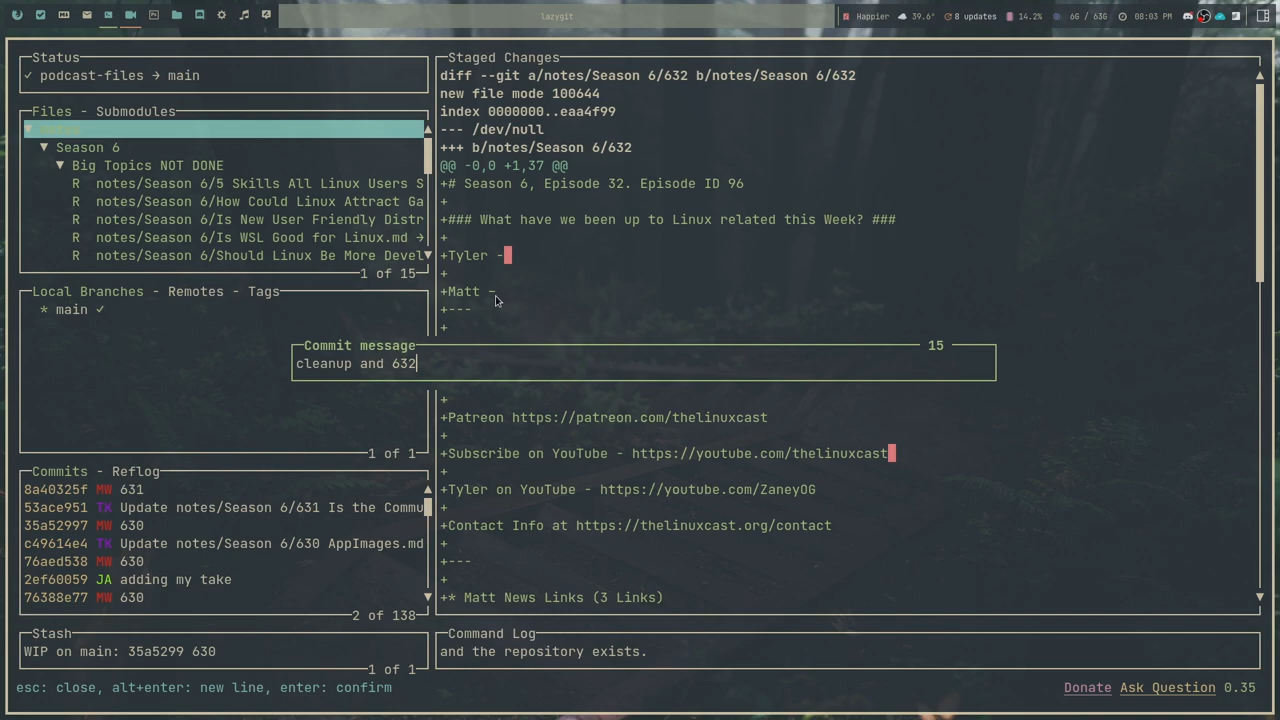 lazygit
Happier
39.6°
8 updates
14.2%
6G / 63G
08:03 PM
Status
✓ podcast-files → main
Files - Submodules
▼ Season 6
▼ Big Topics NOT DONE
R notes/Season 6/5 Skills All Linux Users S
R notes/Season 6/How Could Linux Attract Ga
R notes/Season 6/Is New User Friendly Distr
R notes/Season 6/Is WSL Good for Linux.md →
R notes/Season 6/Should Linux Be More Devel
1 of 15
Local Branches - Remotes - Tags
* main ✓
1 of 1
Commits - Reflog
8a40325f MW 631
53ace951 TK Update notes/Season 6/631 Is the Commu
35a52997 MW 630
c49614e4 TK Update notes/Season 6/630 AppImages.md
76aed538 MW 630
2ef60059 JA adding my take
76388e77 MW 630
2 of 138
Stash
WIP on main: 35a5299 630
1 of 1
Staged Changes
diff --git a/notes/Season 6/632 b/notes/Season 6/632
new file mode 100644
index 0000000..eaa4f99
--- /dev/null
+++ b/notes/Season 6/632
@@ -0,0 +1,37 @@
+# Season 6, Episode 32. Episode ID 96
+
+### What have we been up to Linux related this Week? ###
+
+Tyler -
+
+Matt -
+---
+
Commit message 15
cleanup and 632
+
+Patreon https://patreon.com/thelinuxcast
+
+Subscribe on YouTube - https://youtube.com/thelinuxcast
+
+Tyler on YouTube - https://youtube.com/ZaneyOG
+
+Contact Info at https://thelinuxcast.org/contact
+
+---
+
+* Matt News Links (3 Links)
Command Log
and the repository exists.
esc: close, alt+enter: new line, enter: confirm
Donate Ask Question 0.35